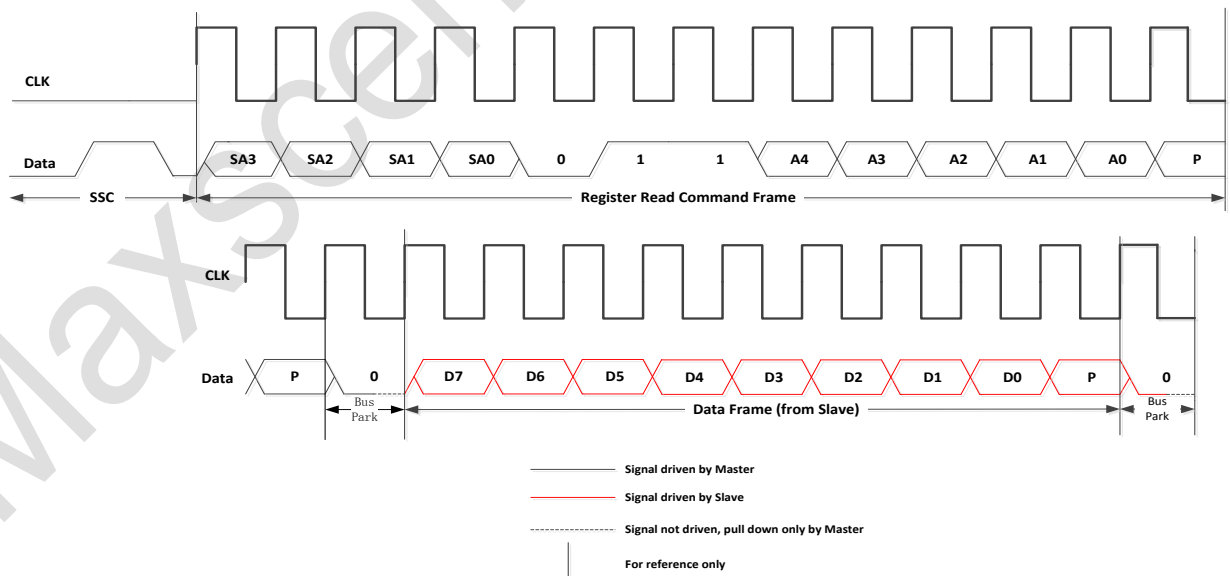 CLK
Data SA3 SA2 SA1 SA0 0 1 1 A4 A3 A2 A1 A0 P
SSC Register Read Command Frame
CLK
Data P 0 D7 D6 D5 D4 D3 D2 D1 D0 P 0
Bus Park Data Frame (from Slave) Bus Park
Signal driven by Master
Signal driven by Slave
Signal not driven, pull down only by Master
For reference only